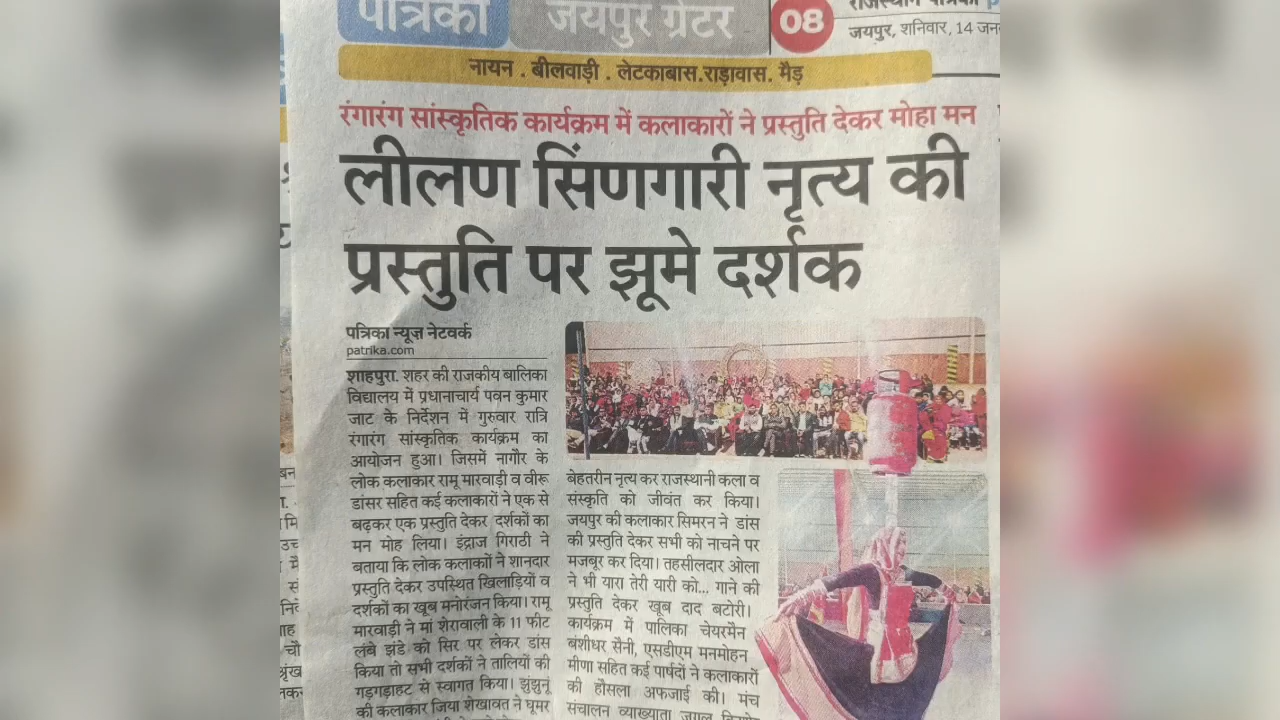 पत्रिका
जयपुर ग्रेटर
08
राजस्थान पत्रिका
जयपुर, शनिवार, 14 जन
नायन . बीलवाड़ी . लेटकाबास.राड़ावास. मैड़
रंगारंग सांस्कृतिक कार्यक्रम में कलाकारों ने प्रस्तुति देकर मोहा मन
लीलण सिंणगारी नृत्य की
प्रस्तुति पर झूमे दर्शक
पत्रिका न्यूज़ नेटवर्क
patrika.com
शाहपुरा. शहर की राजकीय बालिका
विद्यालय में प्रधानाचार्य पवन कुमार
जाट के निर्देशन में गुरुवार रात्रि
रंगारंग सांस्कृतिक कार्यक्रम का
आयोजन हुआ। जिसमें नागौर के
लोक कलाकार रामू मारवाड़ी व वीरू
डांसर सहित कई कलाकारों ने एक से
बढ़कर एक प्रस्तुति देकर दर्शकों का
मन मोह लिया। इंद्राज गिराठी ने
बताया कि लोक कलाकों ने शानदार
प्रस्तुति देकर उपस्थित खिलाड़ियों व
दर्शकों का खूब मनोरंजन किया। रामू
मारवाड़ी ने मां शेरावाली के 11 फीट
लंबे झंडे को सिर पर लेकर डांस
किया तो सभी दर्शकों ने तालियों की
गड़गड़ाहट से स्वागत किया। झुंझुनू
की कलाकार जिया शेखावत ने घूमर
बेहतरीन नृत्य कर राजस्थानी कला व
संस्कृति को जीवंत कर किया।
जयपुर की कलाकार सिमरन ने डांस
की प्रस्तुति देकर सभी को नाचने पर
मजबूर कर दिया। तहसीलदार ओला
ने भी यारा तेरी यारी को... गाने की
प्रस्तुति देकर खूब दाद बटोरी।
कार्यक्रम में पालिका चेयरमैन
बंशीधर सैनी, एसडीएम मनमोहन
मीणा सहित कई पार्षदों ने कलाकारों
की हौसला अफजाई की। मंच
संचालन व्याख्याता जुगल